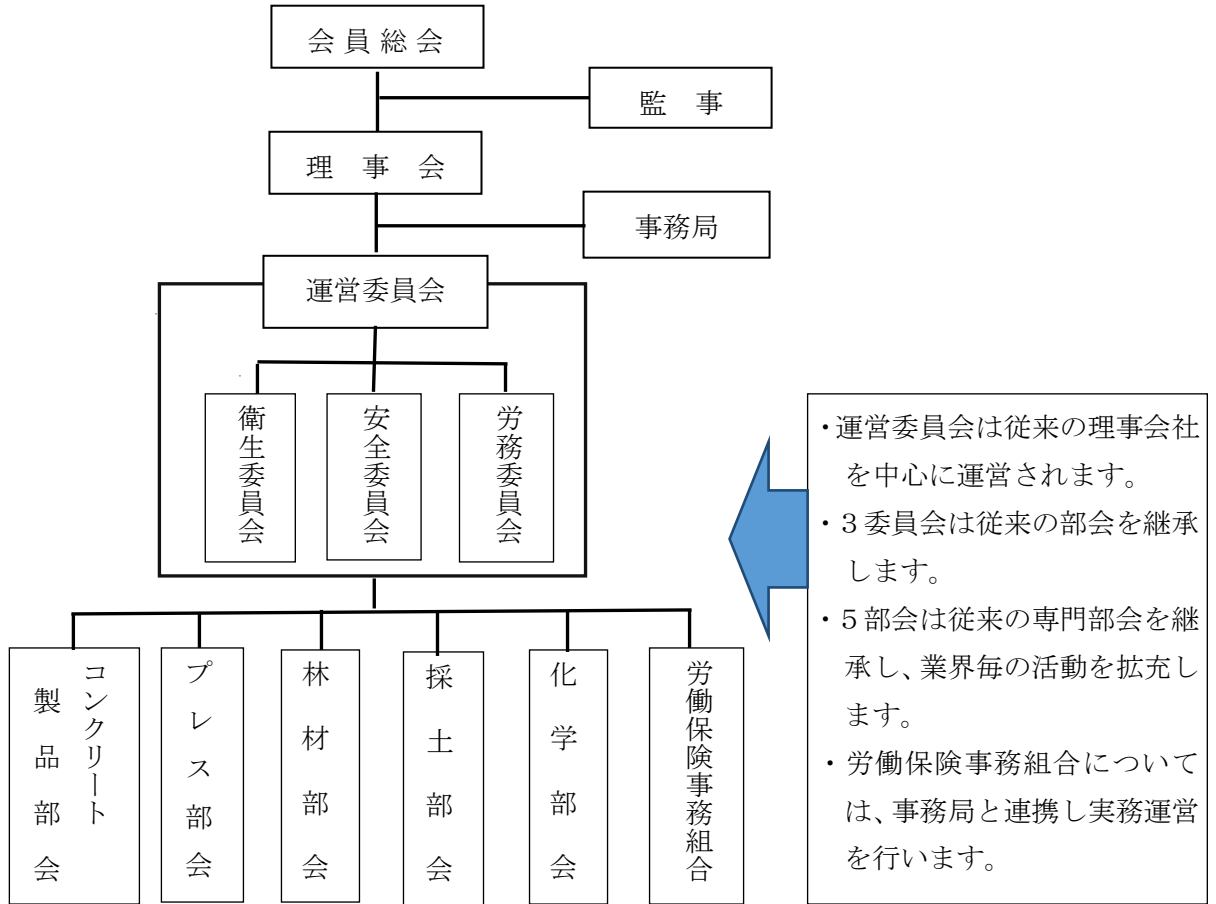 会員総会
監　事
理　事　会
事務局
運営委員会
衛生委員会
安全委員会
労務委員会
・運営委員会は従来の理事会社
を中心に運営されます。
・３委員会は従来の部会を継承
します。
・５部会は従来の専門部会を継
承し、業界毎の活動を拡充し
ます。
・労働保険事務組合について
は、事務局と連携し実務運営
を行います。
コンクリート
製品部会
プレス部会
林材部会
採土部会
化学部会
労働保険事務組合